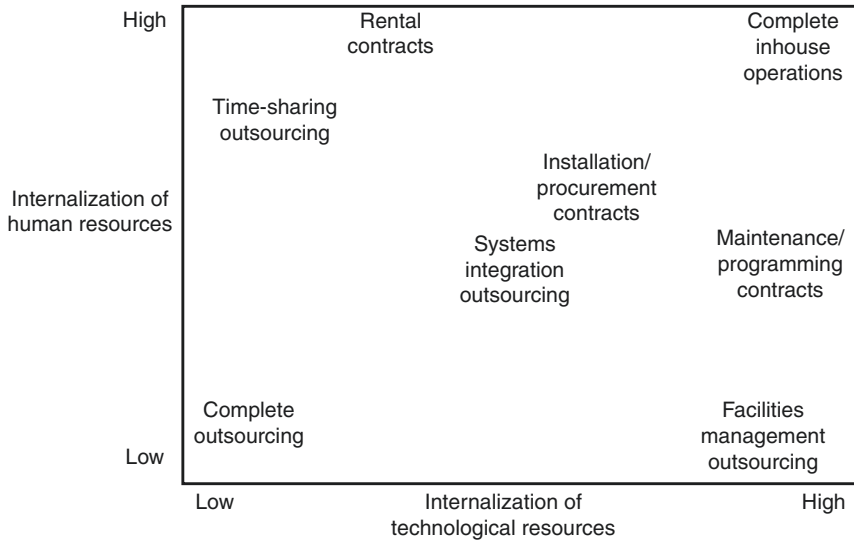 High
Rental
contracts
Complete
inhouse
operations
Time-sharing
outsourcing
Installation/
procurement
contracts
Internalization of
human resources
Systems
integration
outsourcing
Maintenance/
programming
contracts
Complete
outsourcing
Facilities
management
outsourcing
Low
Low
Internalization of
technological resources
High